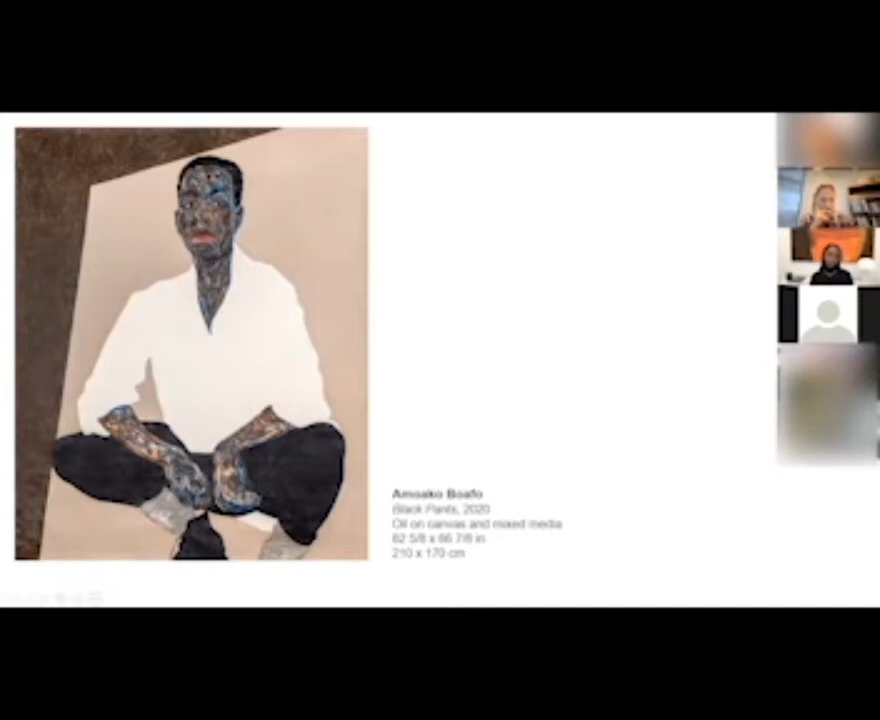 Amoako Boafo
Black Pants, 2020
Oil on canvas and mixed media
82 5/8 x 66 7/8 in
210 x 170 cm